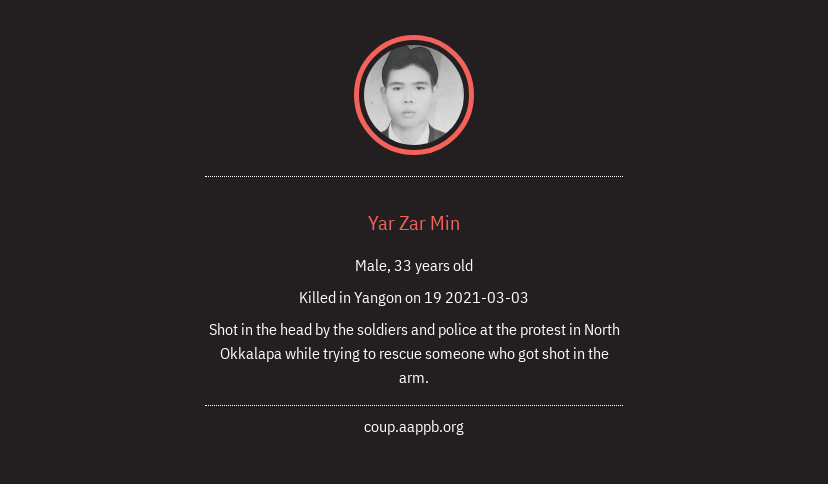 Yar Zar Min
Male, 33 years old
Killed in Yangon on 19 2021-03-03
Shot in the head by the soldiers and police at the protest in North
Okkalapa while trying to rescue someone who got shot in the
arm.
coup.aappb.org